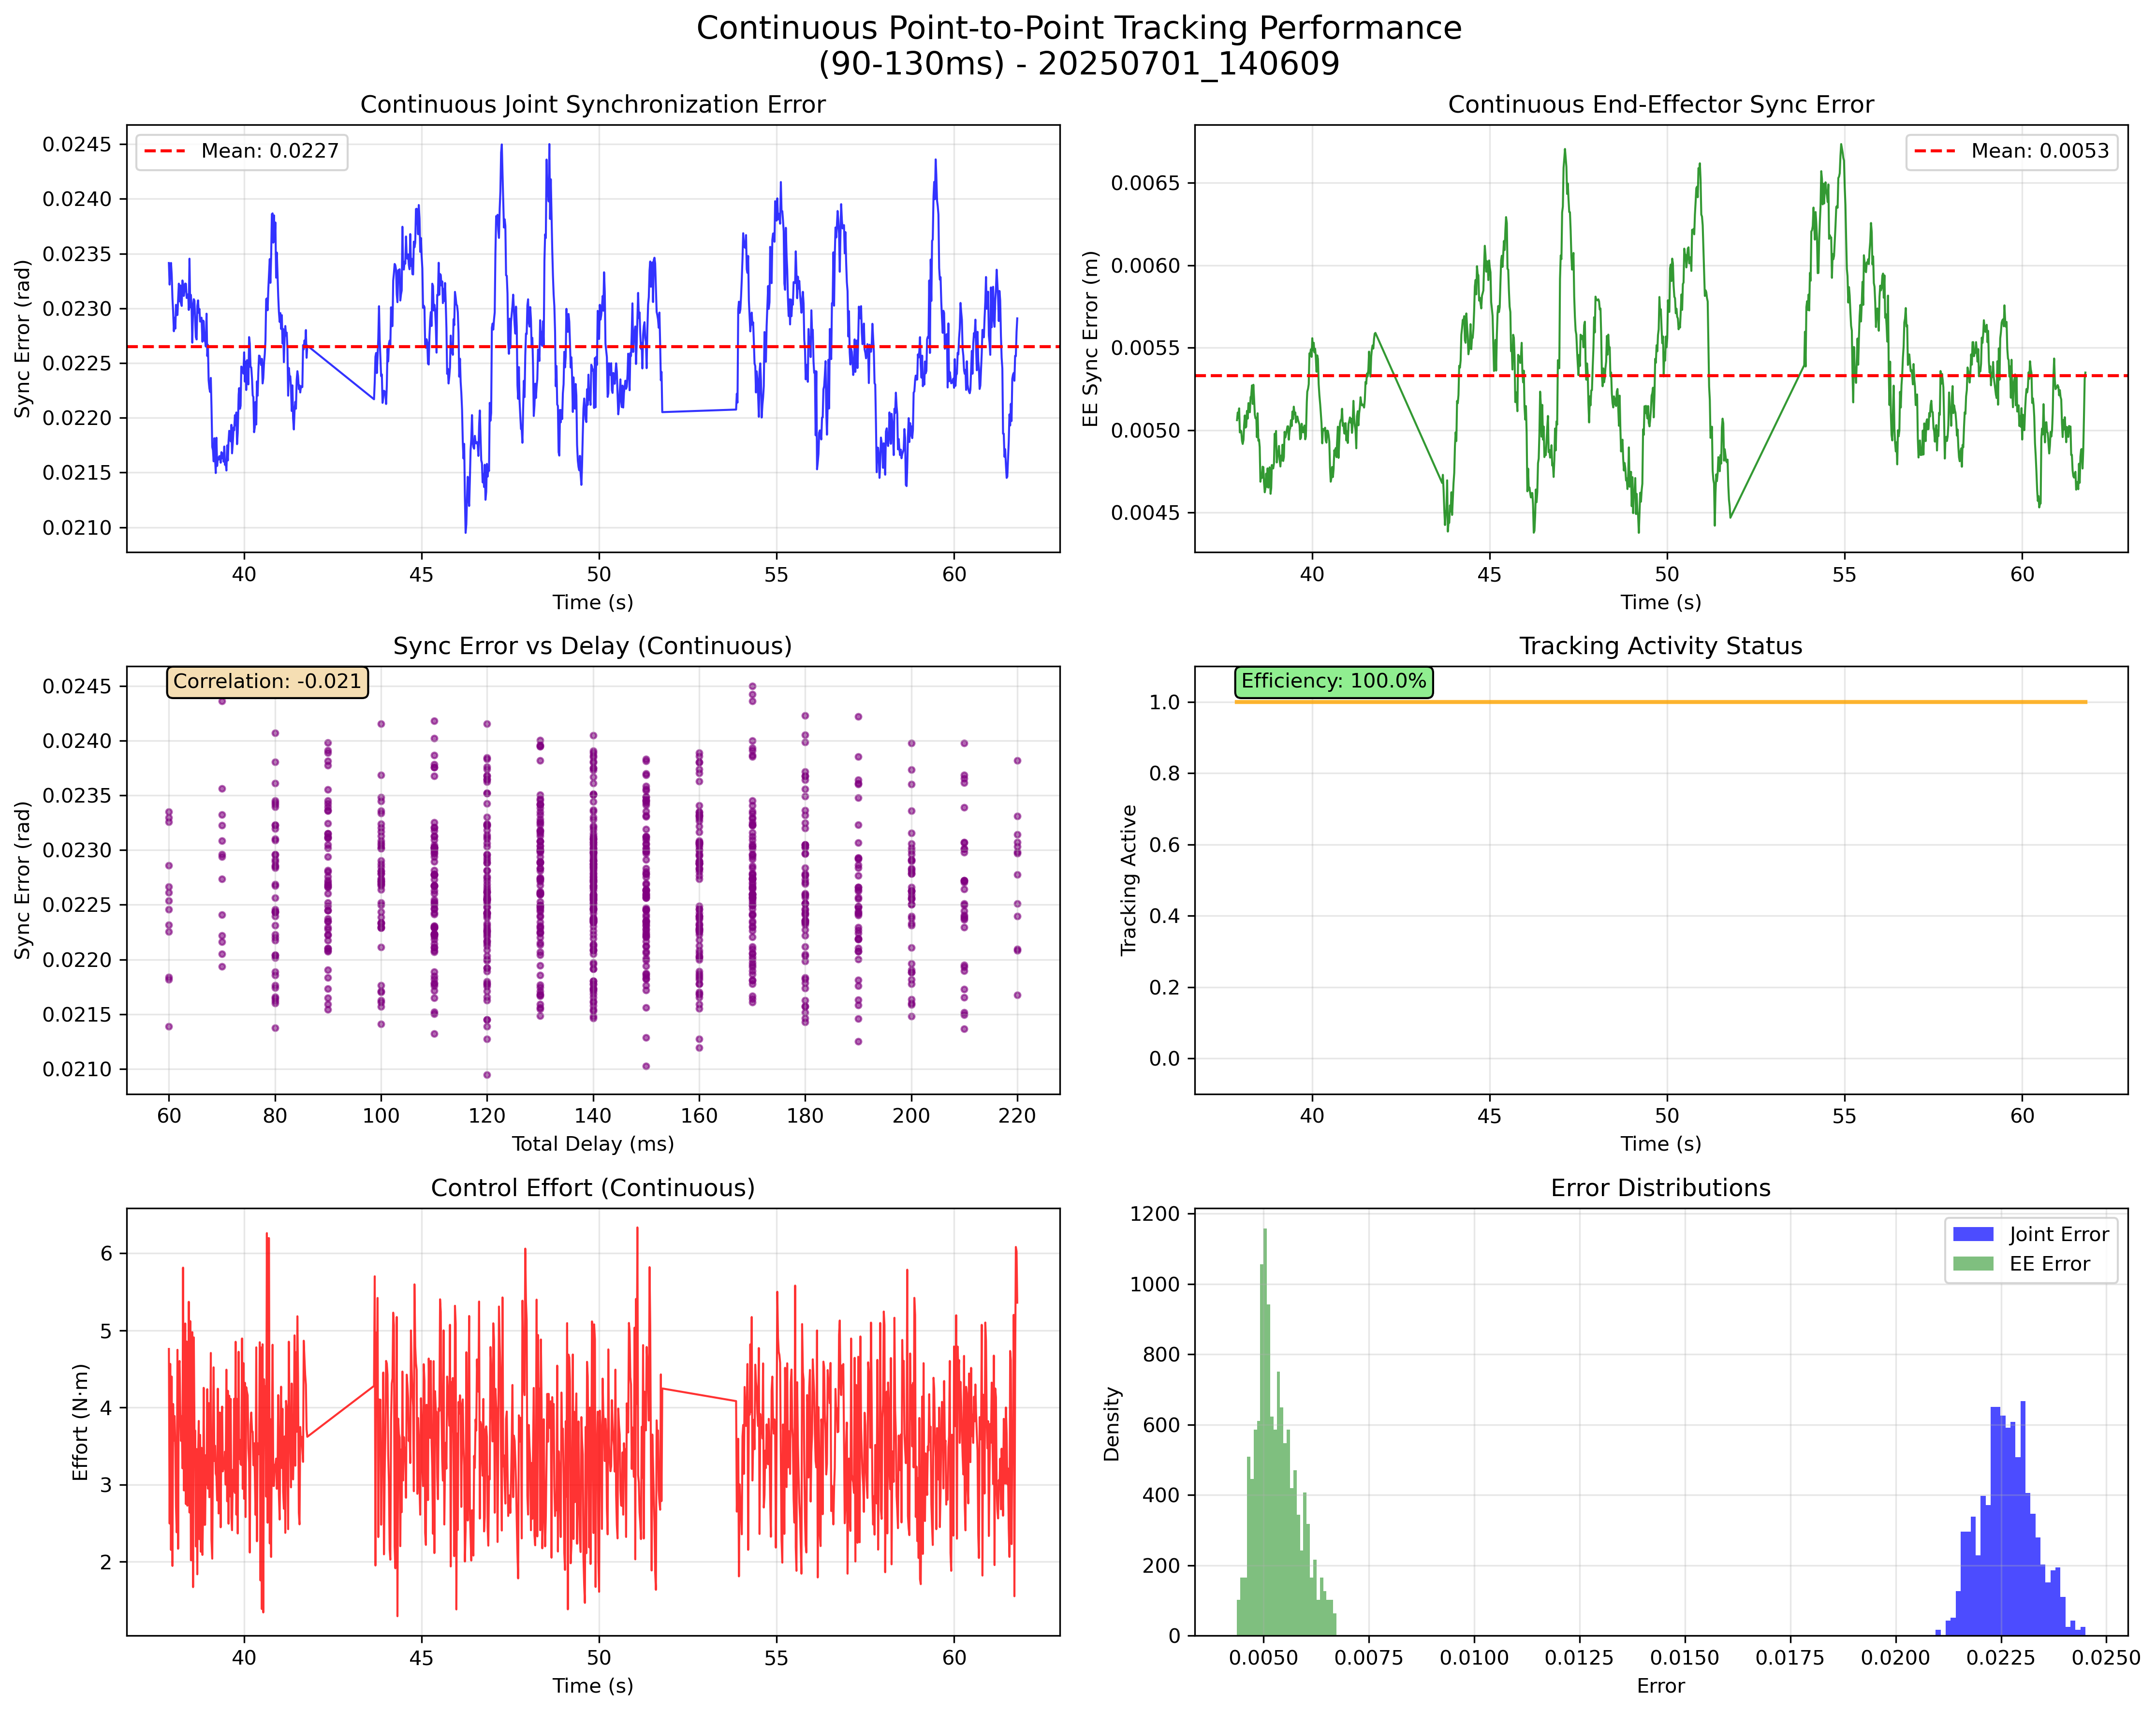 Continuous Point-to-Point Tracking Performance
(90-130ms) - 20250701_140609
Continuous Joint Synchronization Error
Mean: 0.0227
Sync Error (rad)
0.0245
0.0240
0.0235
0.0230
0.0225
0.0220
0.0215
0.0210
40 45 50 55 60
Time (s)
Continuous End-Effector Sync Error
Mean: 0.0053
EE Sync Error (m)
0.0065
0.0060
0.0055
0.0050
0.0045
40 45 50 55 60
Time (s)
Sync Error vs Delay (Continuous)
Correlation: -0.021
Sync Error (rad)
0.0245
0.0240
0.0235
0.0230
0.0225
0.0220
0.0215
0.0210
60 80 100 120 140 160 180 200 220
Total Delay (ms)
Tracking Activity Status
Efficiency: 100.0%
Tracking Active
1.0
0.8
0.6
0.4
0.2
0.0
40 45 50 55 60
Time (s)
Control Effort (Continuous)
Effort (N·m)
6
5
4
3
2
40 45 50 55 60
Time (s)
Error Distributions
Joint Error
EE Error
Density
1200
1000
800
600
400
200
0
0.0050 0.0075 0.0100 0.0125 0.0150 0.0175 0.0200 0.0225 0.0250
Error